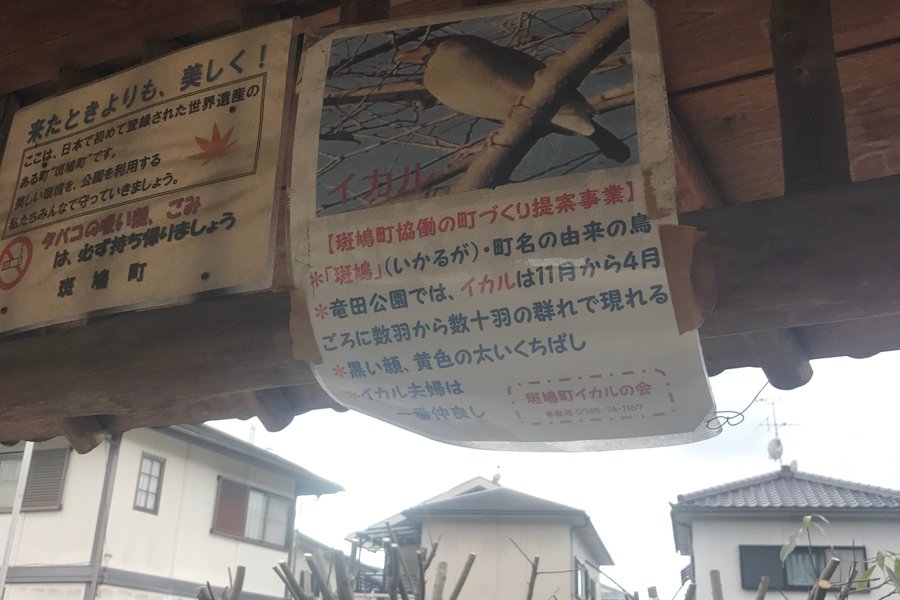 来たときよりも、美しく！
ここは、日本で初めて登録された世界遺産の
ある町"斑鳩町"です。
美しい環境を、公園を利用する
私たちみんなで守っていきましょう。
タバコの吸い殻、ごみ
は、必ず持ち帰りましょう
斑鳩町
イカル
【斑鳩町協働の町づくり提案事業】
*「斑鳩」(いかるが)・町名の由来の鳥
*竜田公園では、イカルは11月から4月
ごろに数羽から数十羽の群れで現れる
*黒い顔、黄色の太いくちばし
*イカル夫婦は
一番仲良し
斑鳩町イカルの会
事務局 0745-74-1167